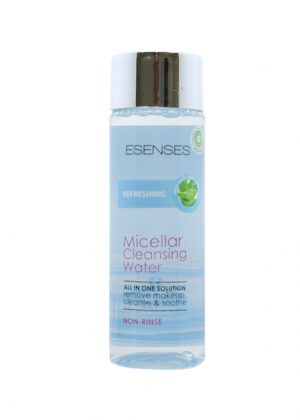 ESENSES
REFRESHING
Micellar
Cleansing
Water
ALL IN ONE SOLUTION
remove makeup,
cleanse & soothe
NON-RINSE